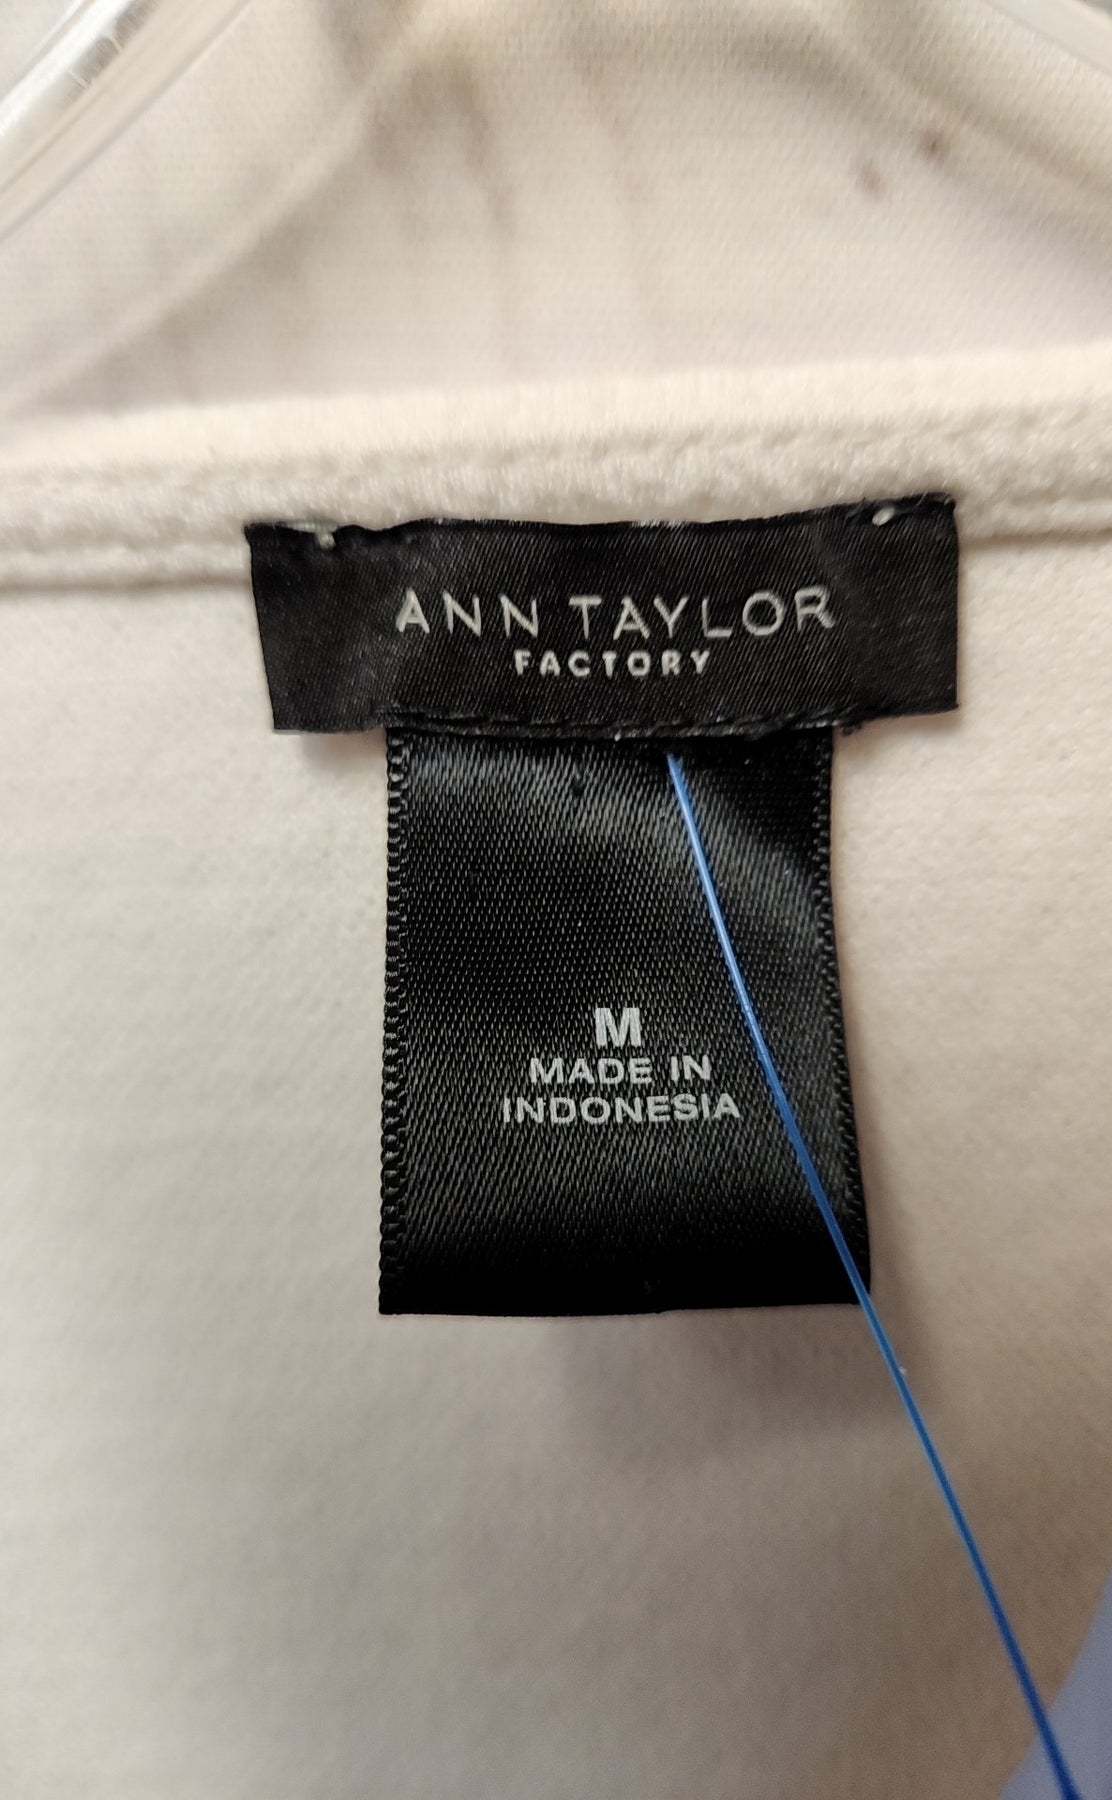 ANN TAYLOR
FACTORY
M
MADE IN
INDONESIA